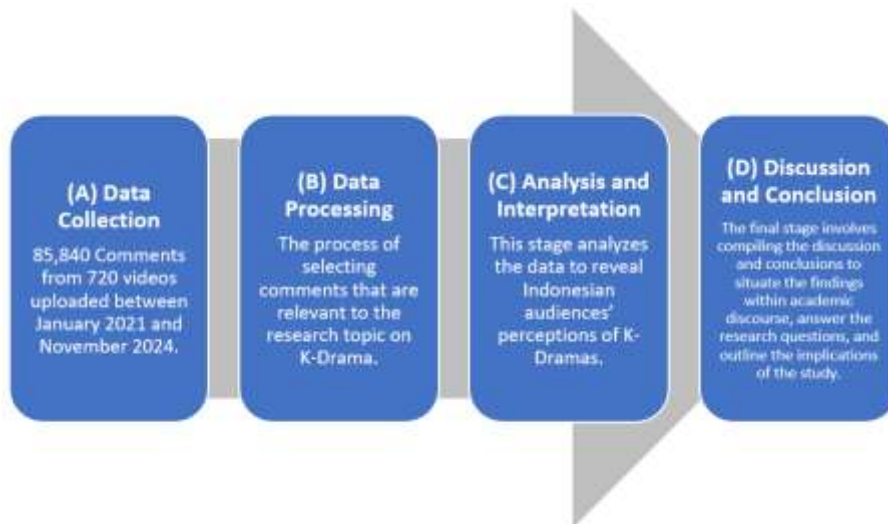 (A) Data
Collection
85,840 Comments
from 720 videos
uploaded between
January 2021 and
November 2024.
(B) Data
Processing
The process of
selecting
comments that are
relevant to the
research topic on
K-Drama.
(C) Analysis and
Interpretation
This stage analyzes
the data to reveal
Indonesian
audiences'
perceptions of K-
Dramas.
(D) Discussion
and Conclusion
The final stage involves
compiling the discussion
and conclusions to
situate the findings
within academic
discourse, answer the
research questions, and
outline the implications
of the study.